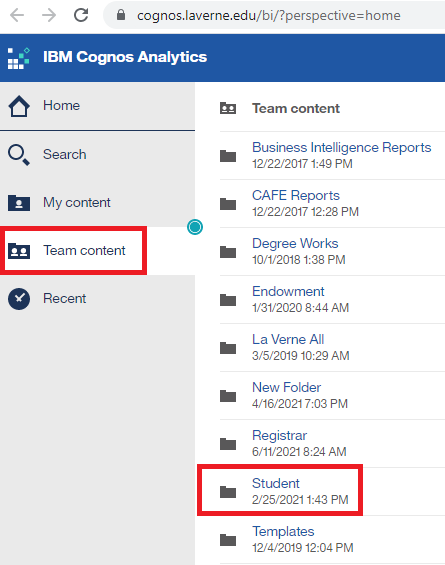 cognos.laverne.edu/bi/?perspective=home
IBM Cognos Analytics
Home
Search
My content
Team content
Recent
Team content
Business Intelligence Reports
12/22/2017 1:49 PM
CAFE Reports
12/22/2017 12:28 PM
Degree Works
10/1/2018 1:38 PM
Endowment
1/31/2020 8:44 AM
La Verne All
3/5/2019 10:29 AM
New Folder
4/16/2021 7:03 PM
Registrar
6/11/2021 8:24 AM
Student
2/25/2021 1:43 PM
Templates
12/4/2019 12:04 PM